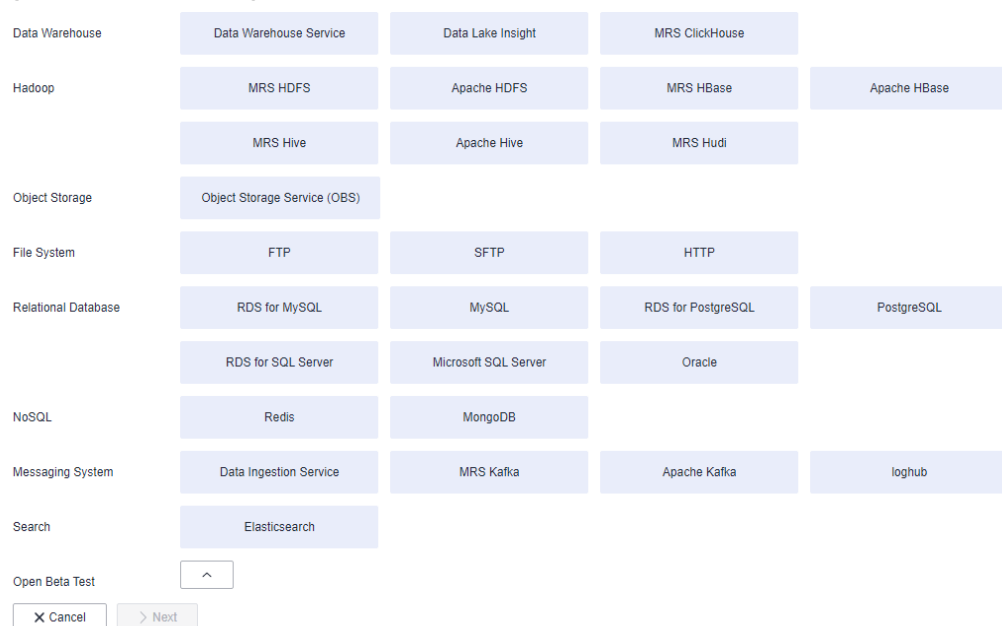 Data Warehouse Data Warehouse Service Data Lake Insight MRS ClickHouse
Hadoop MRS HDFS Apache HDFS MRS HBase Apache HBase
MRS Hive Apache Hive MRS Hudi
Object Storage Object Storage Service (OBS)
File System FTP SFTP HTTP
Relational Database RDS for MySQL MySQL RDS for PostgreSQL PostgreSQL
RDS for SQL Server Microsoft SQL Server Oracle
NoSQL Redis MongoDB
Messaging System Data Ingestion Service MRS Kafka Apache Kafka loghub
Search Elasticsearch
Open Beta Test
Cancel Next